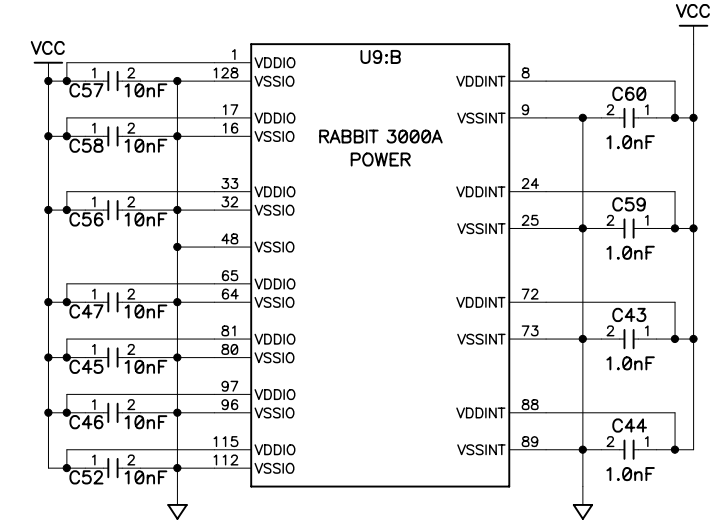 VCC
VCC
U9:B
RABBIT 3000A
POWER
1 VDDIO
128 VSSIO
C57 1 2 10nF
17 VDDIO
16 VSSIO
C58 1 2 10nF
33 VDDIO
32 VSSIO
C56 1 2 10nF
48 VSSIO
65 VDDIO
64 VSSIO
C47 1 2 10nF
81 VDDIO
80 VSSIO
C45 1 2 10nF
97 VDDIO
96 VSSIO
C46 1 2 10nF
115 VDDIO
112 VSSIO
C52 1 2 10nF
VDDINT 8
VSSINT 9
C60
2 1
1.0nF
VDDINT 24
VSSINT 25
C59
2 1
1.0nF
VDDINT 72
VSSINT 73
C43
2 1
1.0nF
VDDINT 88
VSSINT 89
C44
2 1
1.0nF